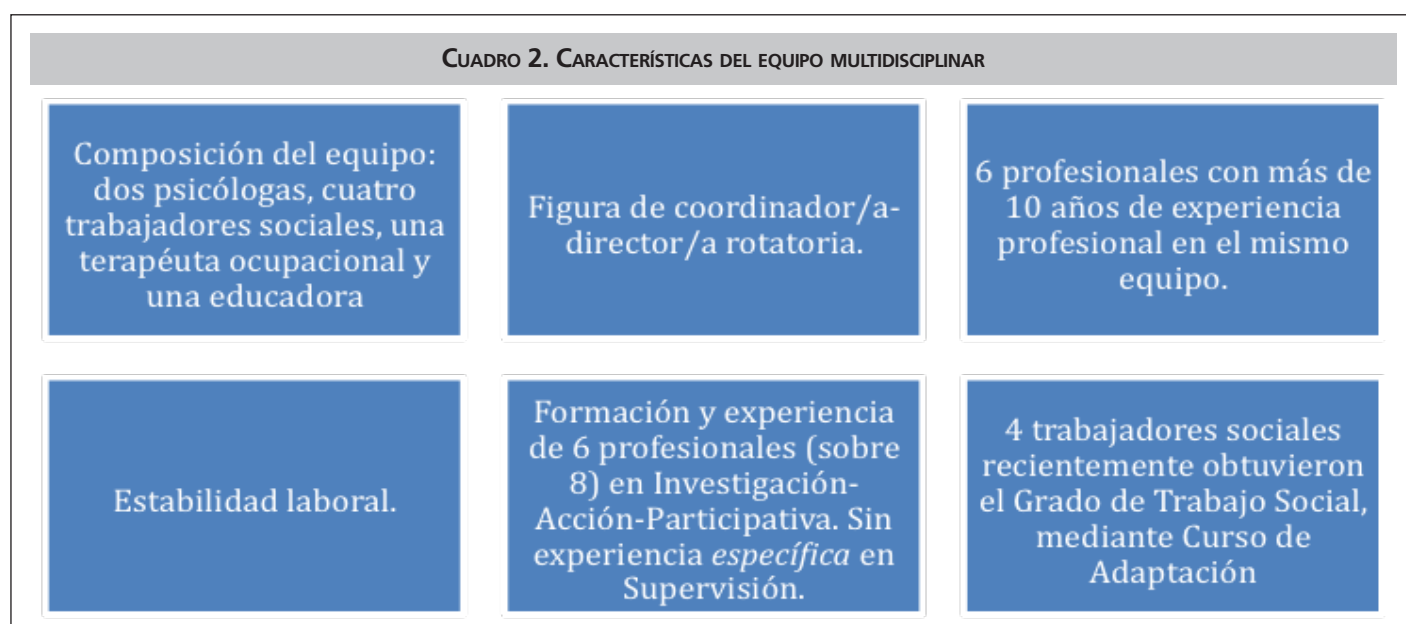 CUADRO 2. CARACTERÍSTICAS DEL EQUIPO MULTIDISCIPLINAR
Composición del equipo:
dos psicólogas, cuatro
trabajadores sociales, una
terapéuta ocupacional y
una educadora
Figura de coordinador/a-
director/a rotatoria.
6 profesionales con más de
10 años de experiencia
profesional en el mismo
equipo.
Estabilidad laboral.
Formación y experiencia
de 6 profesionales (sobre
8) en Investigación-
Acción-Participativa. Sin
experiencia específica en
Supervisión.
4 trabajadores sociales
recientemente obtuvieron
el Grado de Trabajo Social,
mediante Curso de
Adaptación